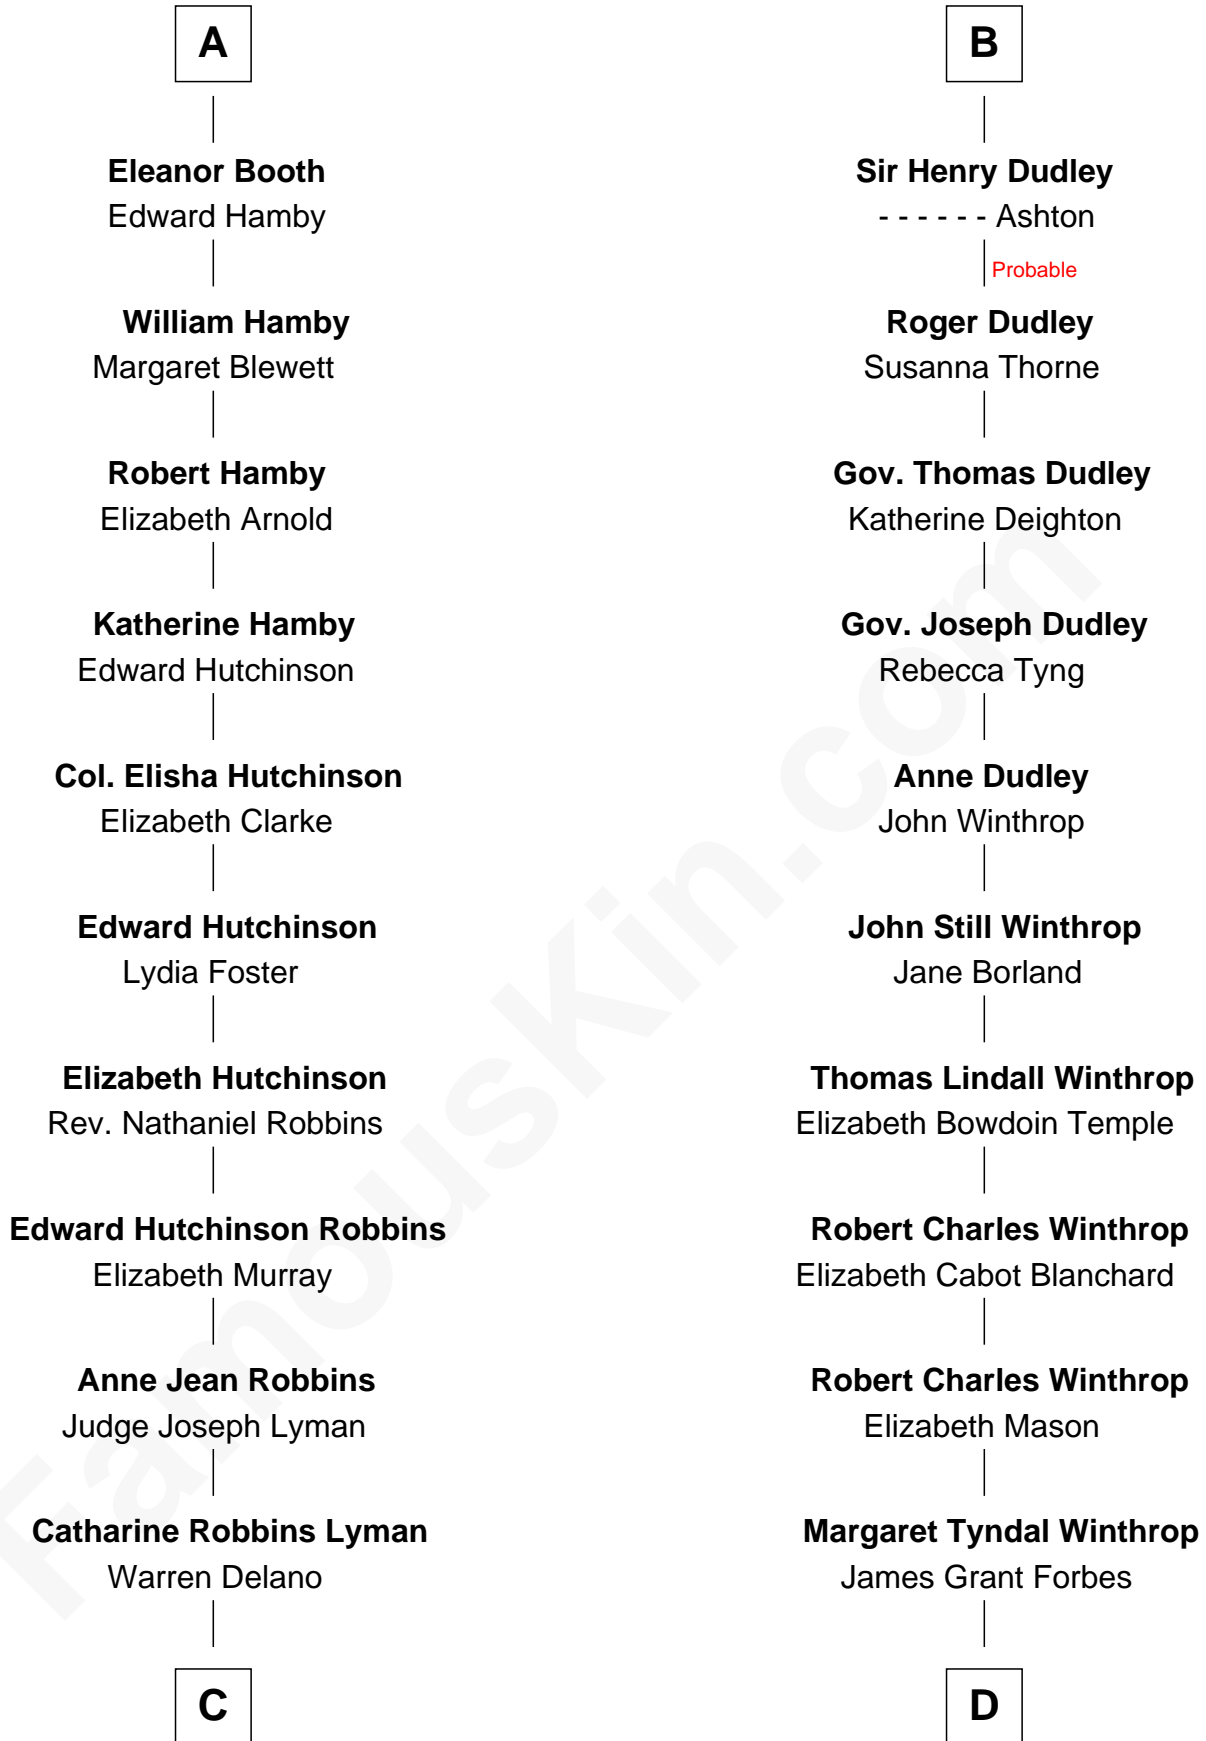 A
Eleanor Booth
Edward Hamby
William Hamby
Margaret Blewett
Robert Hamby
Elizabeth Arnold
Katherine Hamby
Edward Hutchinson
Col. Elisha Hutchinson
Elizabeth Clarke
Edward Hutchinson
Lydia Foster
Elizabeth Hutchinson
Rev. Nathaniel Robbins
Edward Hutchinson Robbins
Elizabeth Murray
Anne Jean Robbins
Judge Joseph Lyman
Catharine Robbins Lyman
Warren Delano
C
B
Sir Henry Dudley
- - - - - - Ashton
Probable
Roger Dudley
Susanna Thorne
Gov. Thomas Dudley
Katherine Deighton
Gov. Joseph Dudley
Rebecca Tyng
Anne Dudley
John Winthrop
John Still Winthrop
Jane Borland
Thomas Lindall Winthrop
Elizabeth Bowdoin Temple
Robert Charles Winthrop
Elizabeth Cabot Blanchard
Robert Charles Winthrop
Elizabeth Mason
Margaret Tyndal Winthrop
James Grant Forbes
D
FamousKin.com